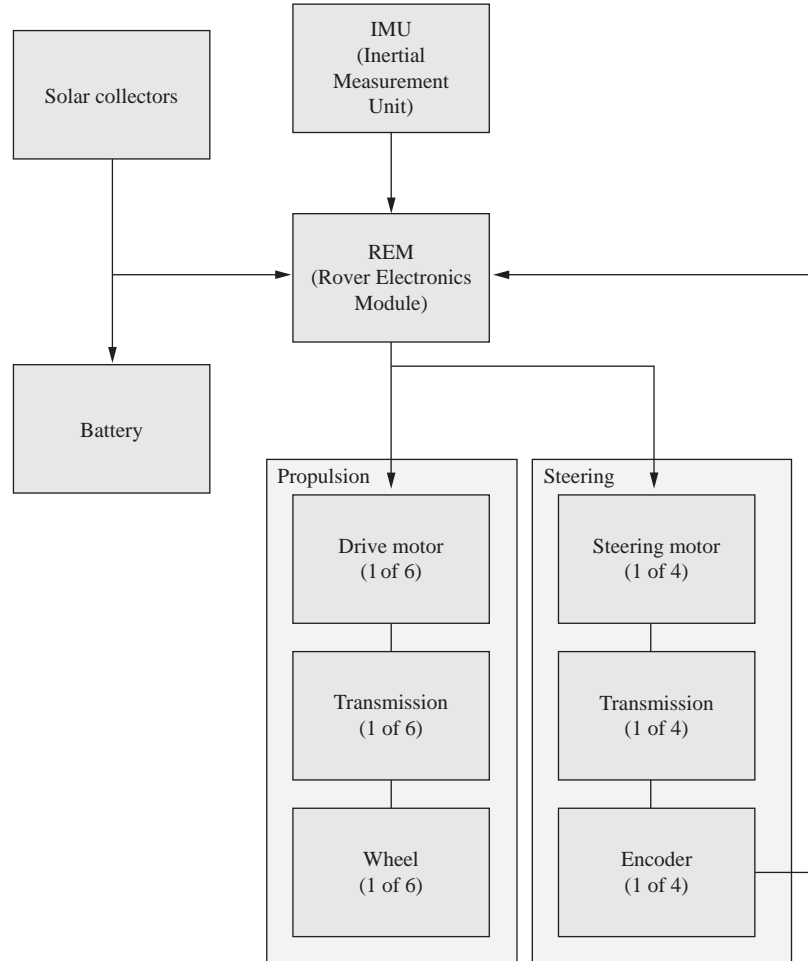 Solar collectors
IMU
(Inertial
Measurement
Unit)
REM
(Rover Electronics
Module)
Battery
Propulsion
Drive motor
(1 of 6)
Transmission
(1 of 6)
Wheel
(1 of 6)
Steering
Steering motor
(1 of 4)
Transmission
(1 of 4)
Encoder
(1 of 4)